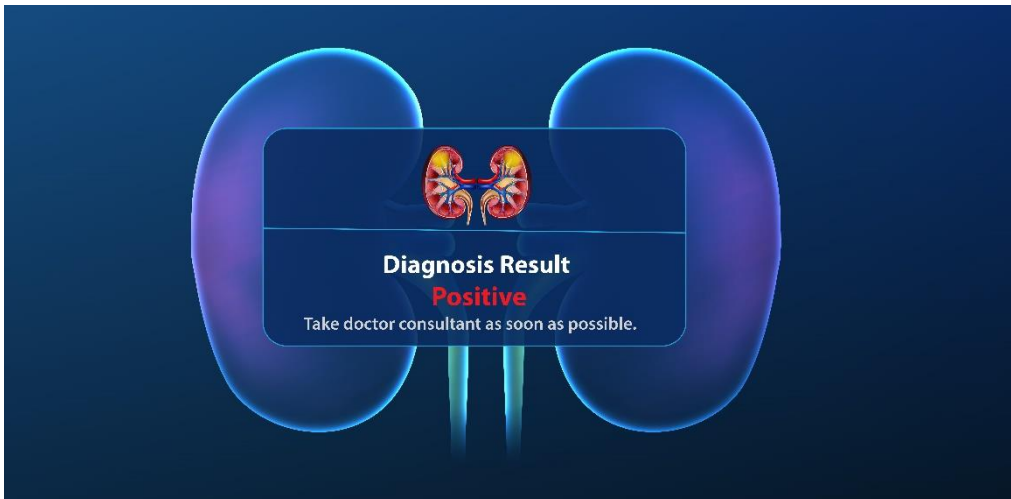 Diagnosis Result
Positive
Take doctor consultant as soon as possible.